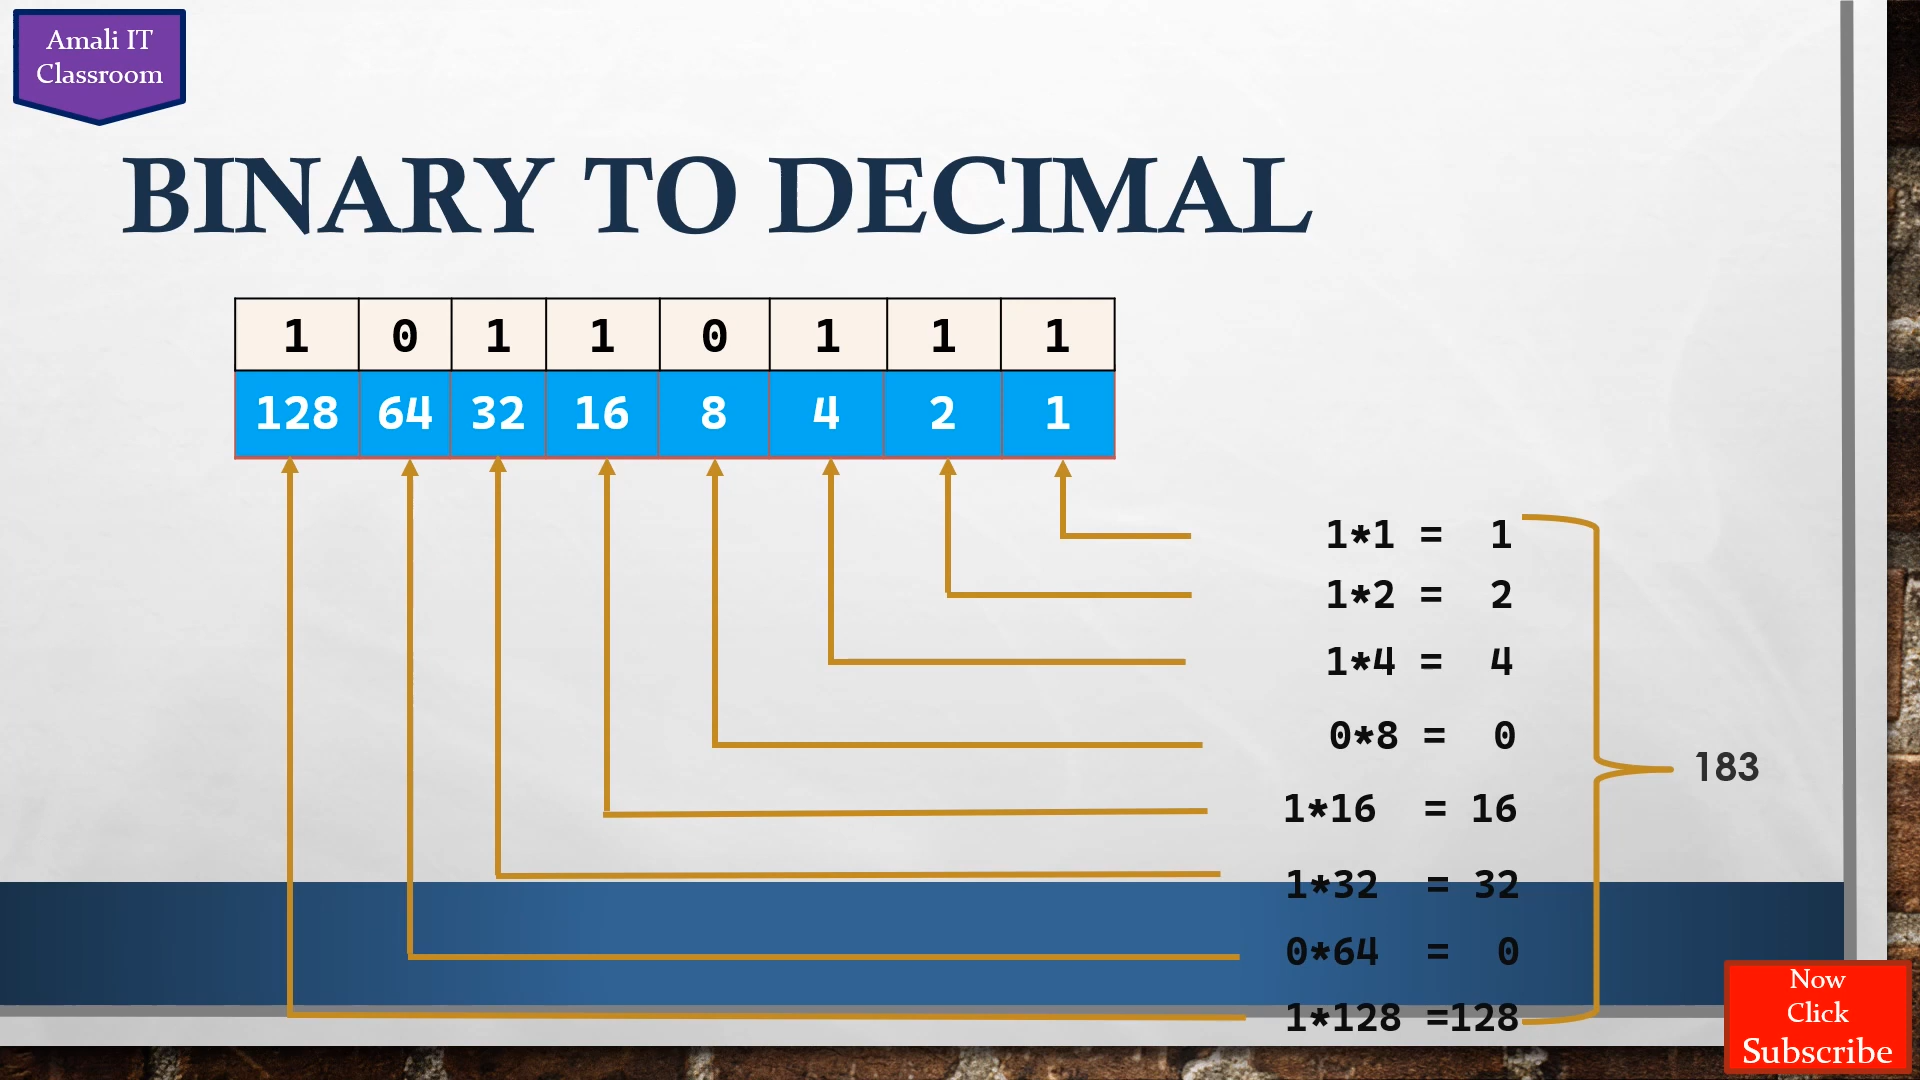 Amali IT
Classroom
BINARY TO DECIMAL
1 0 1 1 0 1 1 1
128 64 32 16 8 4 2 1
1*1 = 1
1*2 = 2
1*4 = 4
0*8 = 0
183
1*16 = 16
1*32 = 32
0*64 = 0
1*128 =128
Now
Click
Subscribe